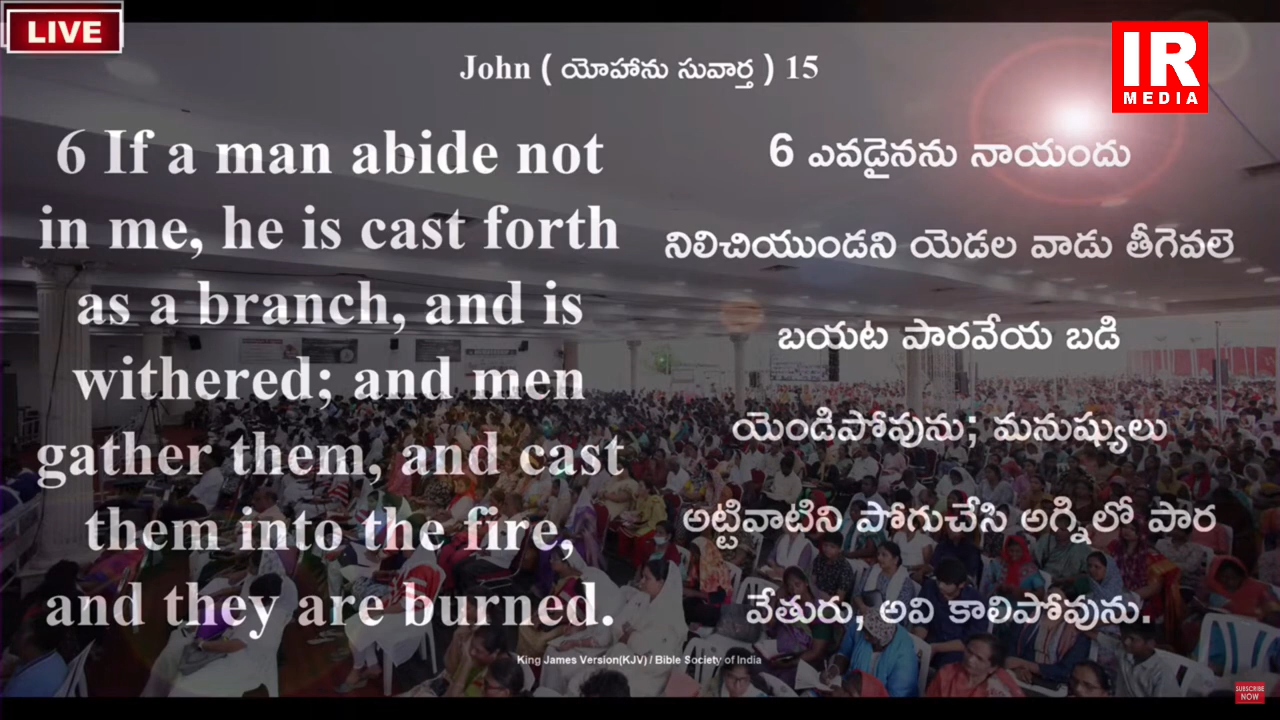 LIVE
IR
MEDIA
John ( యోహాను సువార్త ) 15
6 If a man abide not
in me, he is cast forth
as a branch, and is
withered; and men
gather them, and cast
them into the fire,
and they are burned.
6 ఎవడైనను నాయందు
నిలిచియుండని యెడల వాడు తీగెవలె
బయట పారవేయ బడి
యెండిపోవును; మనుష్యులు
అట్టివాటిని పోగుచేసి అగ్నిలో పార
వేతురు, అవి కాలిపోవును.
King James Version(KJV) / Bible Society of India
SUBSCRIBE
NOW